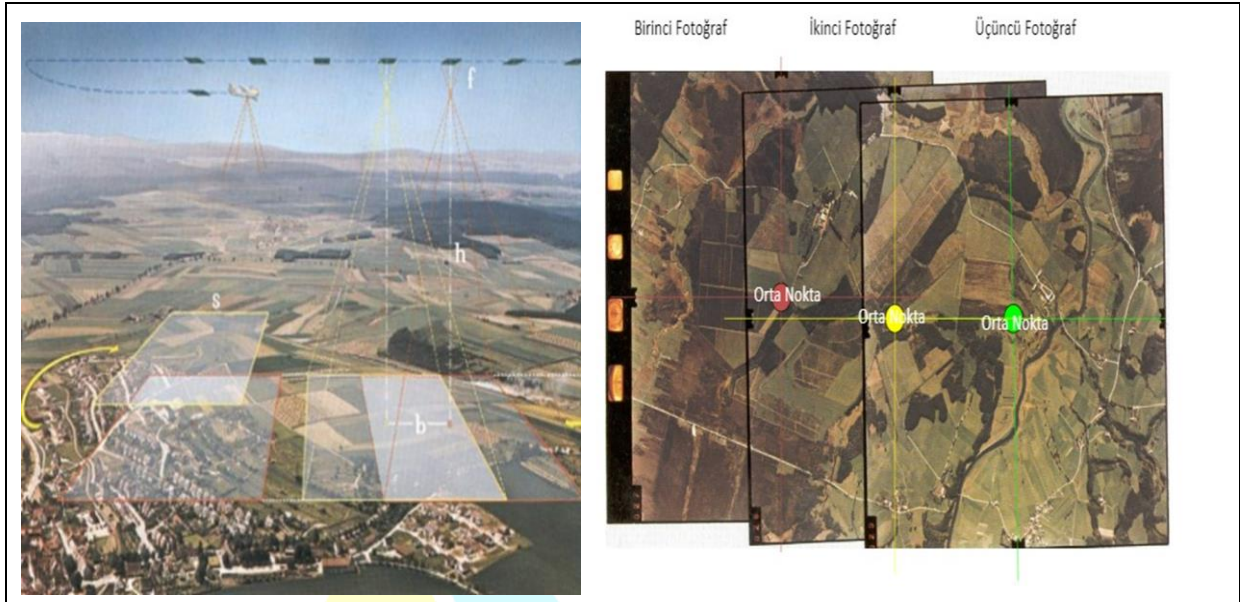 f
h
s
b
Birinci Fotoğraf İkinci Fotoğraf Üçüncü Fotoğraf
Orta Nokta
Orta Nokta
Orta Nokta